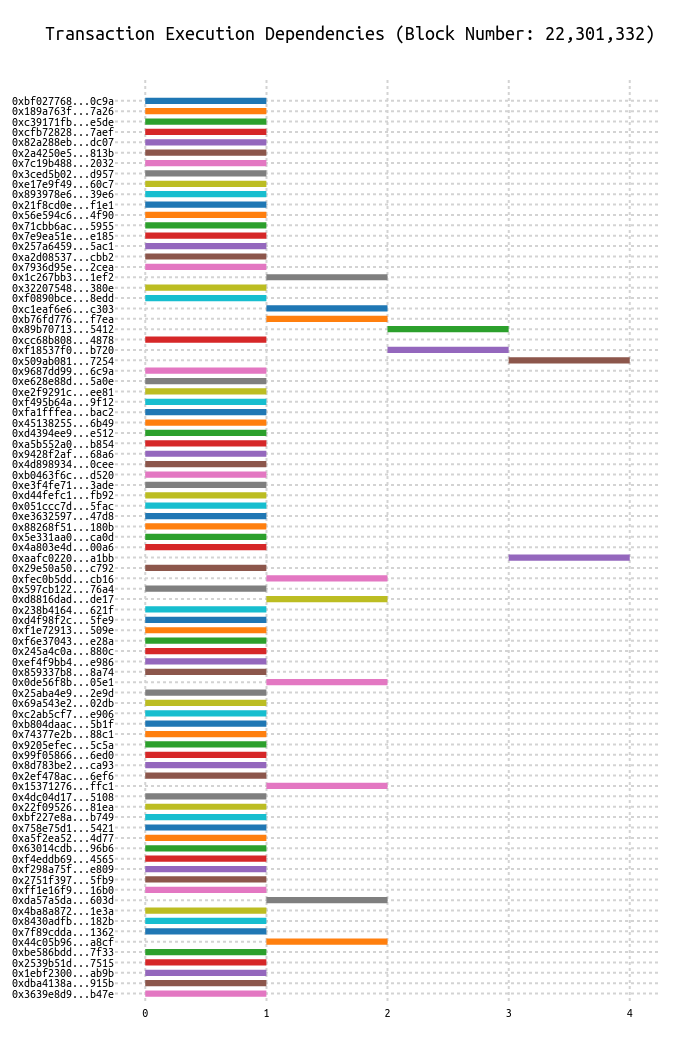 Transaction Execution Dependencies (Block Number: 22,301,332)
0xbf027768...0c9a
0x189a763f...7a26
0xc39171fb...e5de
0xcfb72828...7aef
0x82a288eb...dc07
0x2a4250e5...813b
0x7c19b488...2032
0x3ced5b02...d957
0xe17e9f49...60c7
0x893978e6...39e6
0x21f8cd0e...f1e1
0x56e594c6...4f90
0x71cbb6ac...5955
0x7e9ea51e...e185
0x257a6459...5ac1
0xa2d08537...cbb2
0x7936d95e...2cea
0x1c267bb3...1ef2
0x32207548...380e
0xf0890bce...8edd
0xc1eaf6e6...c303
0xb76fd776...f7ea
0x89b70713...5412
0xcc68b808...4878
0xf18537f0...b720
0x509ab081...7254
0x9687dd99...6c9a
0xe628e88d...5a0e
0xe2f9291c...ee81
0xf495b64a...9f12
0xfa1fffea...bac2
0x45138255...6b49
0xd4394ee9...e512
0xa5b552a0...b854
0x9428f2af...68a6
0x4d898934...0cee
0xb0463f6c...d520
0xe3f4fe71...3ade
0xd44fefc1...fb92
0x051ccc7d...5fac
0xe3632597...47d8
0x88268f51...180b
0x5e331aa0...ca0d
0x4a803e4d...00a6
0xaafc0220...a1bb
0x29e50a50...c792
0xfec0b5dd...cb16
0x597cb122...76a4
0xd8816dad...de17
0x238b4164...621f
0xd4f98f2c...5fe9
0xf1e72913...509e
0xf6e37043...e28a
0x245a4c0a...880c
0xef4f9bb4...e986
0x859337b8...8a74
0x0de56f8b...05e1
0x25aba4e9...2e9d
0x69a543e2...02db
0xc2ab5cf7...e906
0xb804daac...5b1f
0x74377e2b...88c1
0x9205efec...5c5a
0x99f05866...6ed0
0x8d783be2...ca93
0x2ef478ac...6ef6
0x15371276...ffc1
0x4dc04d17...5108
0x22f09526...81ea
0xbf227e8a...b749
0x758e75d1...5421
0xa5f2ea52...4d77
0x63014cdb...96b6
0xf4eddb69...4565
0xf298a75f...e809
0x2751f397...5fb9
0xff1e16f9...16b0
0xda57a5da...603d
0x4ba8a872...1e3a
0x8430adfb...182b
0x7f89cdda...1362
0x44c05b96...a8cf
0xbe586bdd...7f33
0x2539b51d...7515
0x1ebf2300...ab9b
0xdba4138a...915b
0x3639e8d9...b47e
0 1 2 3 4